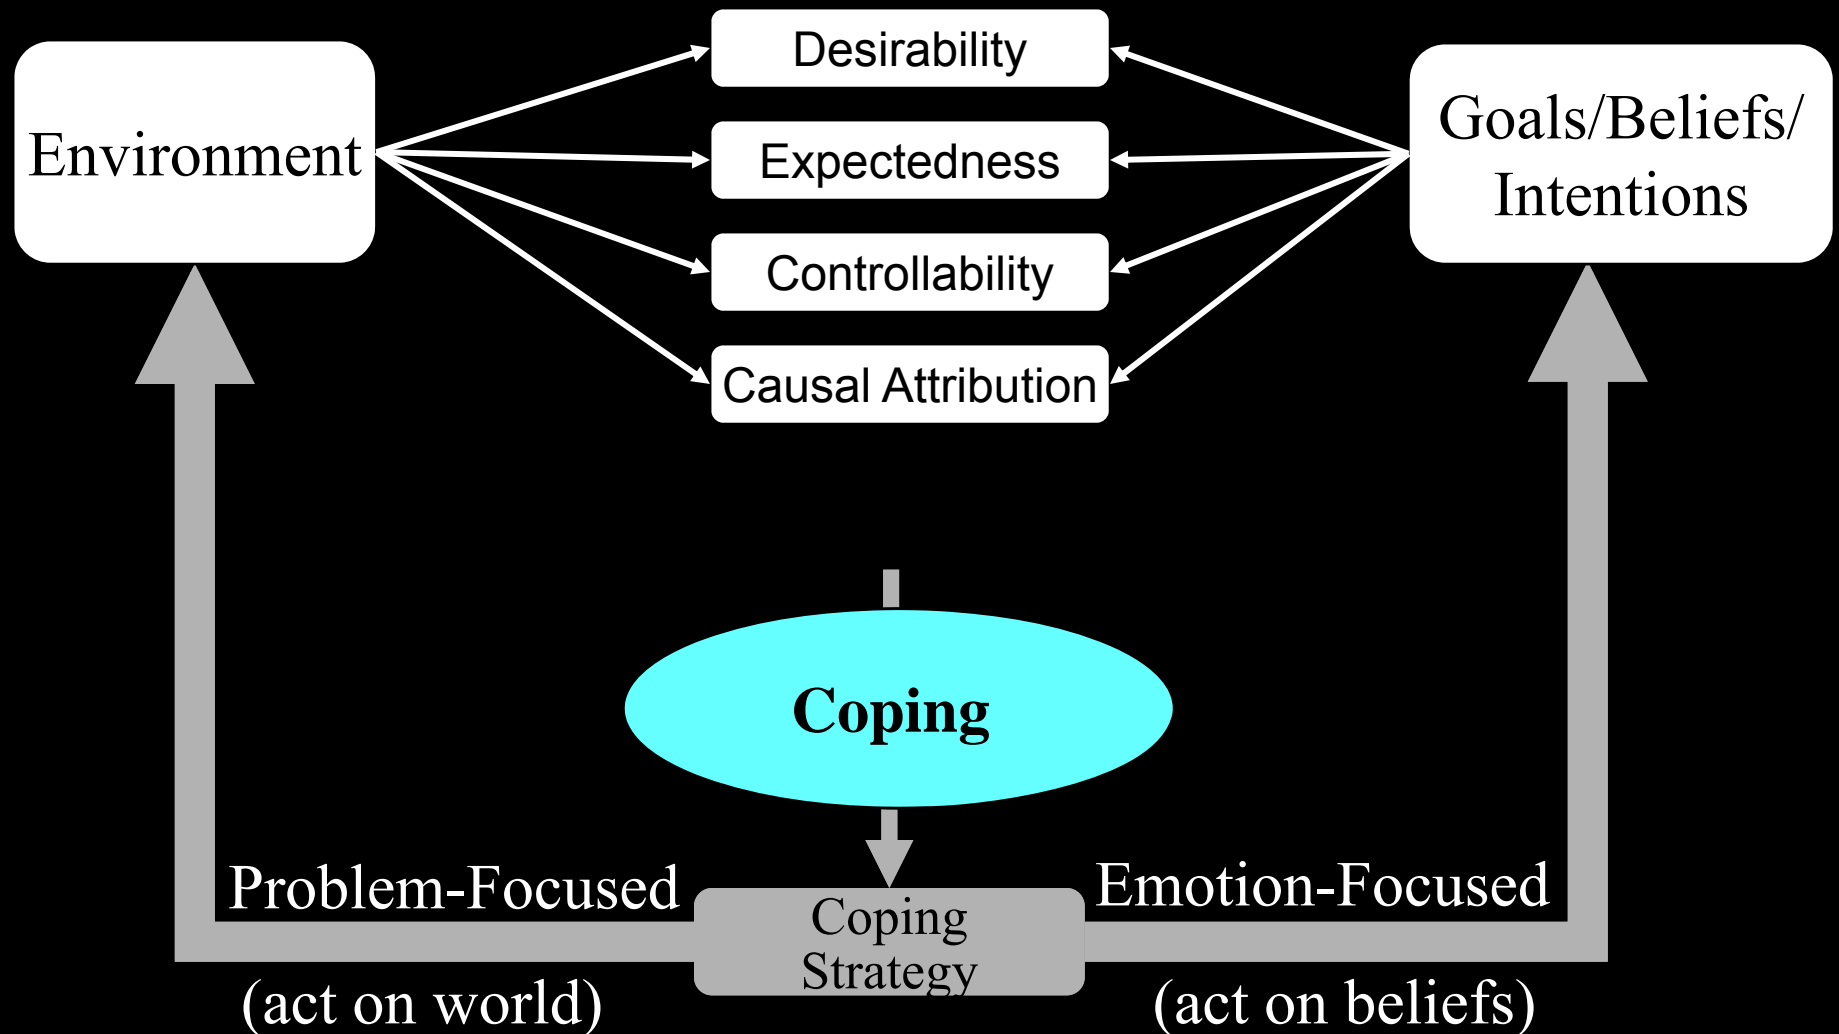 Desirability
Environment
Expectedness
Goals/Beliefs/
Intentions
Controllability
Causal Attribution
Coping
Problem-Focused
Emotion-Focused
Coping
Strategy
(act on world)
(act on beliefs)